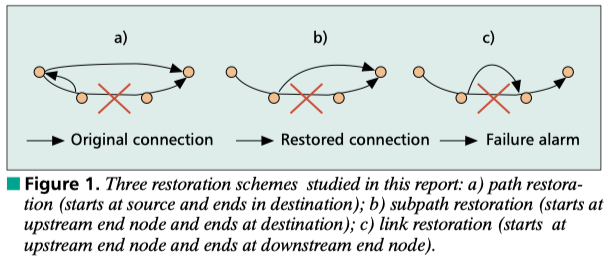 a) b) c)
Original connection Restored connection Failure alarm
Figure 1. Three restoration schemes studied in this report: a) path restora-
tion (starts at source and ends in destination); b) subpath restoration (starts at
upstream end node and ends at destination); c) link restoration (starts at
upstream end node and ends at downstream end node).